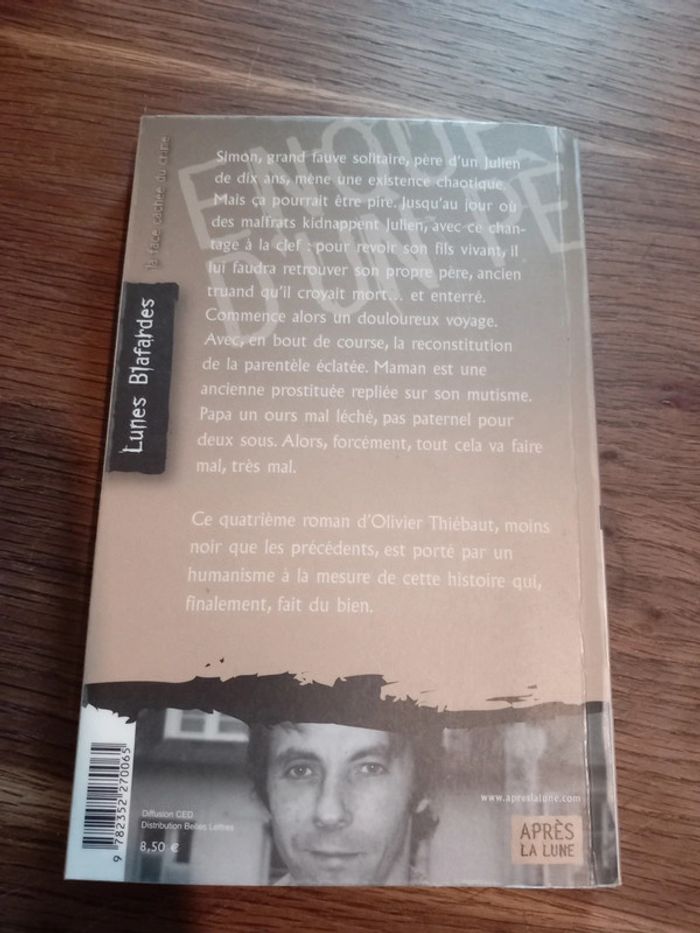 ENQUÊ
D'UN PÈ
Simon, grand fauve solitaire, père d'un Julien
de dix ans, mène une existence chaotique.
Mais ça pourrait être pire. Jusqu'au jour où
des malfrats kidnappent Julien, avec ce chan-
tage à la clef : pour revoir son fils vivant, il
lui faudra retrouver son propre père, ancien
truand qu'il croyait mort... et enterré.
Commence alors un douloureux voyage.
Avec, en bout de course, la reconstitution
de la parentèle éclatée. Maman est une
ancienne prostituée repliée sur son mutisme.
Papa un ours mal léché, pas paternel pour
deux sous. Alors, forcément, tout cela va faire
mal, très mal.
Ce quatrième roman d'Olivier Thiébaut, moins
noir que les précédents, est porté par un
humanisme à la mesure de cette histoire qui,
finalement, fait du bien.
la face cachée du crime
Lunes Blafardes
9 782352 270065
Diffusion CED
Distribution Belles Lettres
8,50 €
www.apreslalune.com
APRÈS
LA LUNE